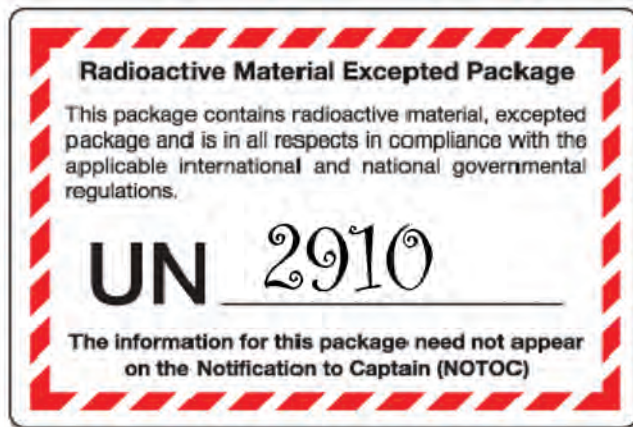 Radioactive Material Excepted Package
This package contains radioactive material, excepted
package and is in all respects in compliance with the
applicable international and national governmental
regulations.
UN 2910
The information for this package need not appear
on the Notification to Captain (NOTOC)